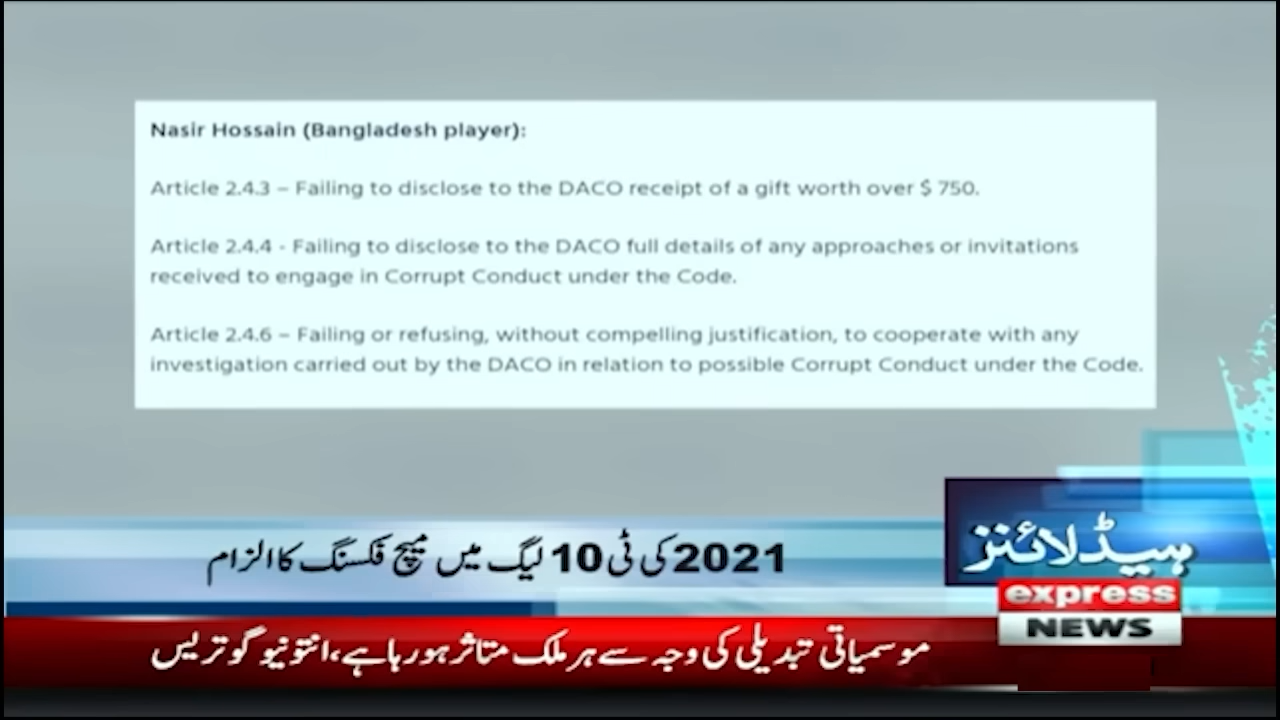 Nasir Hossain (Bangladesh player):
Article 2.4.3 – Failing to disclose to the DACO receipt of a gift worth over $ 750.
Article 2.4.4 - Failing to disclose to the DACO full details of any approaches or invitations
received to engage in Corrupt Conduct under the Code.
Article 2.4.6 – Failing or refusing, without compelling justification, to cooperate with any
investigation carried out by the DACO in relation to possible Corrupt Conduct under the Code.
ہیڈلائنز
2021 کی ٹی 10 لیگ میں میچ فکسنگ کا الزام
express
NEWS
موسمیاتی تبدیلی کی وجہ سے ہر ملک متاثر ہو رہا ہے، انتونیو گوتریس